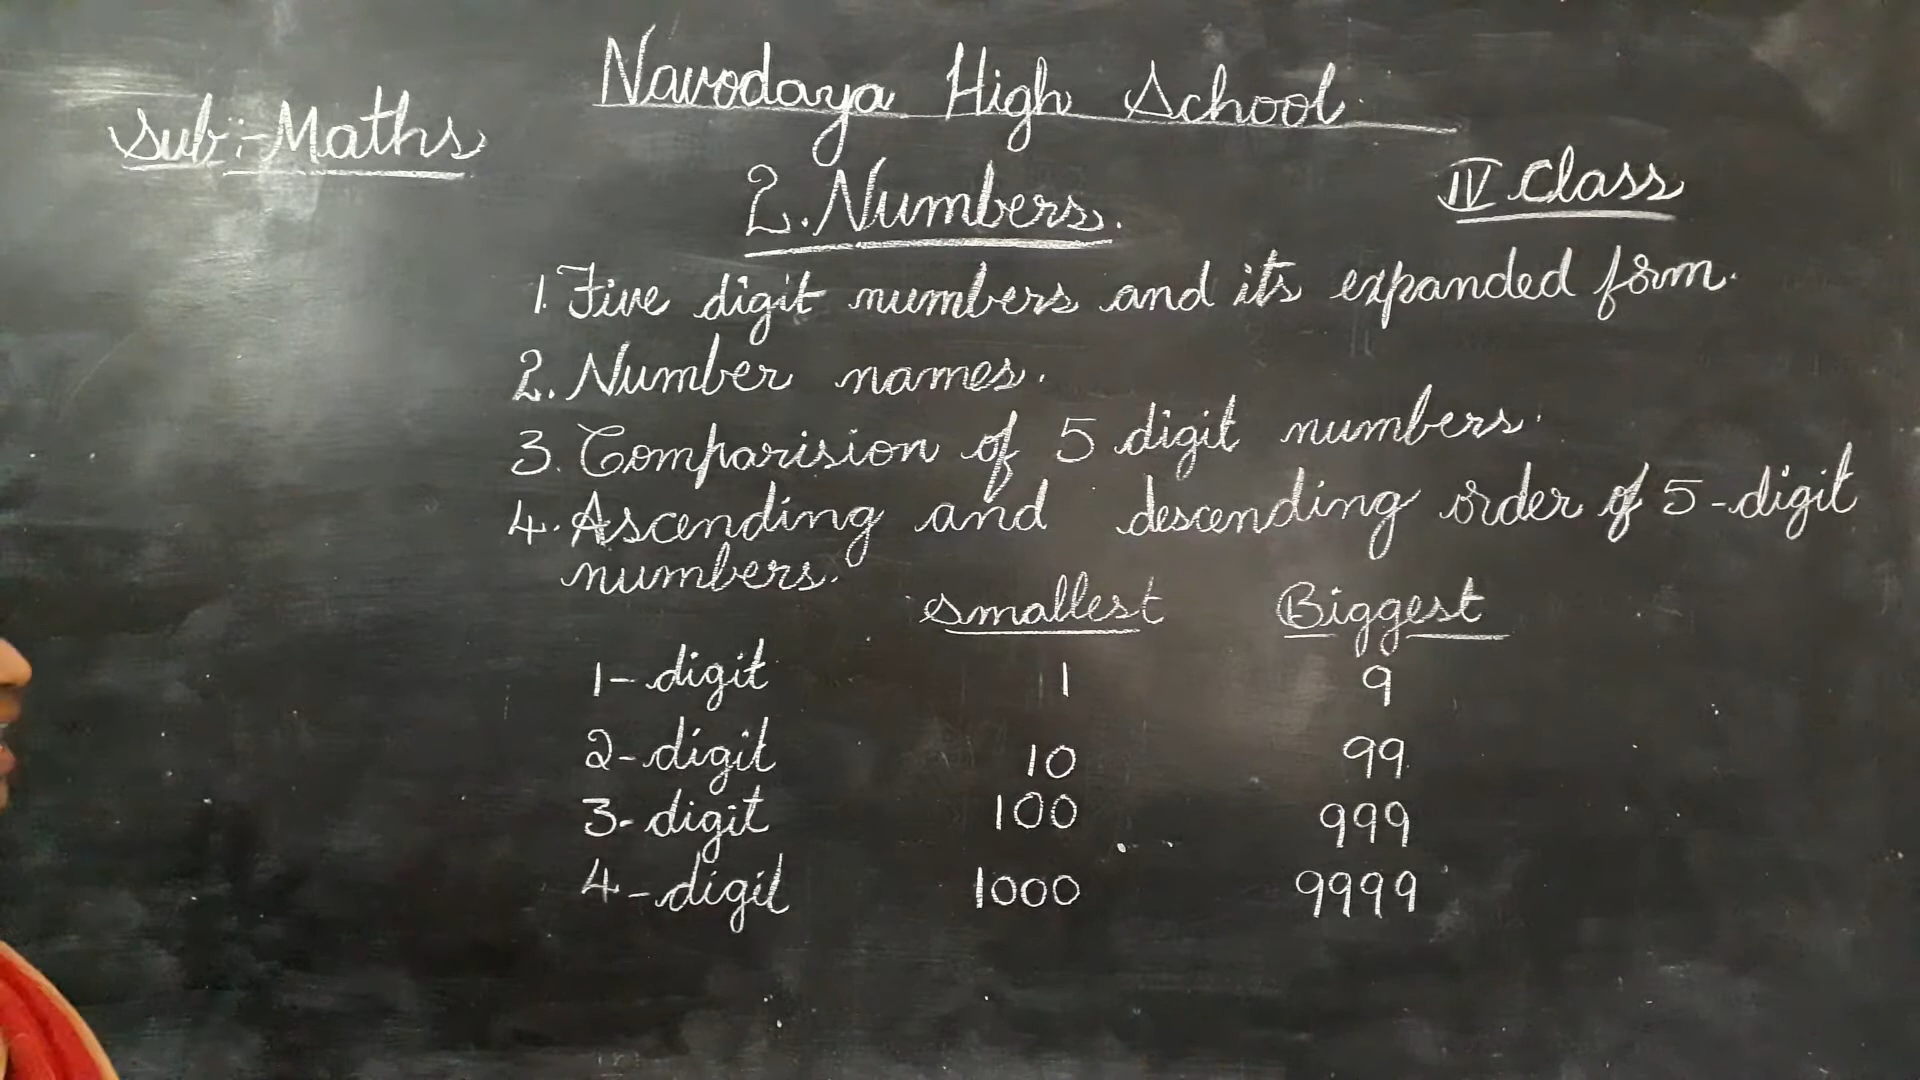 Navodaya High School.
Sub:-Maths
2. Numbers.
IV Class
1. Five digit numbers and its expanded form.
2. Number names.
3. Comparision of 5 digit numbers.
4. Ascending and descending order of 5-digit
numbers.
smallest Biggest
1-digit 1 9
2-digit 10 99
3-digit 100 999
4-digit 1000 9999